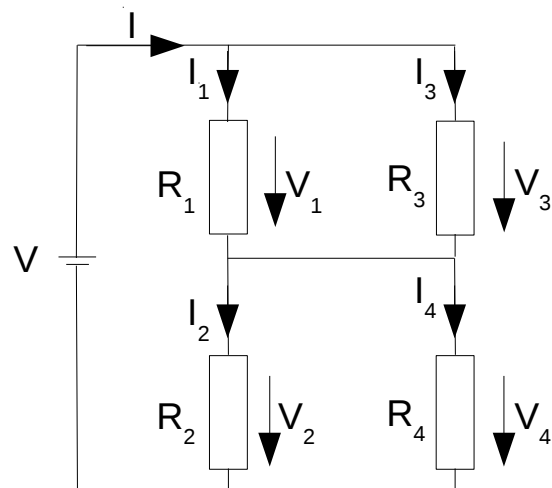 I
I₁ I₃
R₁ V₁ R₃ V₃
V
I₂ I₄
R₂ V₂ R₄ V₄